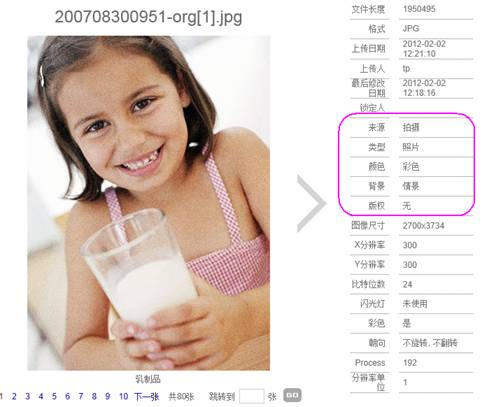 200708300951-org[1].jpg
文件长度 1950495
格式 JPG
上传日期 2012-02-02 12:21:10
上传人 tp
最后修改日期 2012-02-02 12:18:16
锁定人
来源 拍摄
类型 照片
颜色 彩色
背景 情景
版权 无
图像尺寸 2700x3734
X分辨率 300
Y分辨率 300
比特位数 24
闪光灯 未使用
彩色 是
朝向 不旋转,不翻转
Process 192
分辨率单位 1
乳制品
1 2 3 4 5 6 7 8 9 10 下一张 共80张 跳转到 张 GO